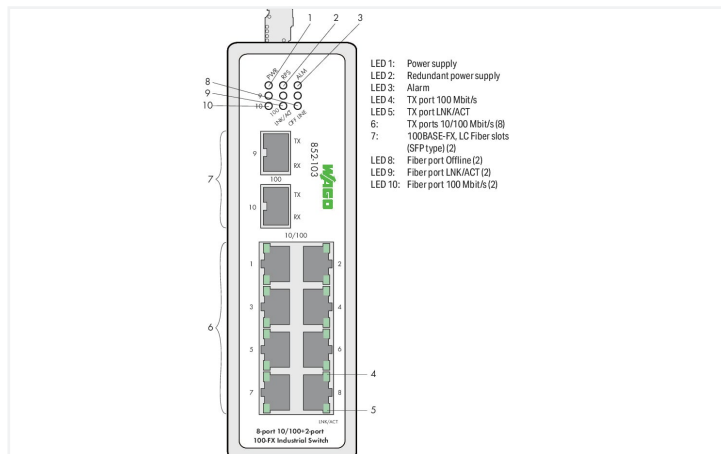 1 2 3
PWR RPS ALM
8
9
10
9
10
100 LNK/ACT OFF LINE
TX
9
RX
100
852-103
WAGO
7
TX
10
RX
10/100
1 2
3 4
6
5 6
4
7 8
5
LNK/ACT
8-port 10/100+2-port
100-FX Industrial Switch
LED 1: Power supply
LED 2: Redundant power supply
LED 3: Alarm
LED 4: TX port 100 Mbit/s
LED 5: TX port LNK/ACT
6: TX ports 10/100 Mbit/s (8)
7: 100BASE-FX, LC Fiber slots
(SFP type) (2)
LED 8: Fiber port Offline (2)
LED 9: Fiber port LNK/ACT (2)
LED 10: Fiber port 100 Mbit/s (2)